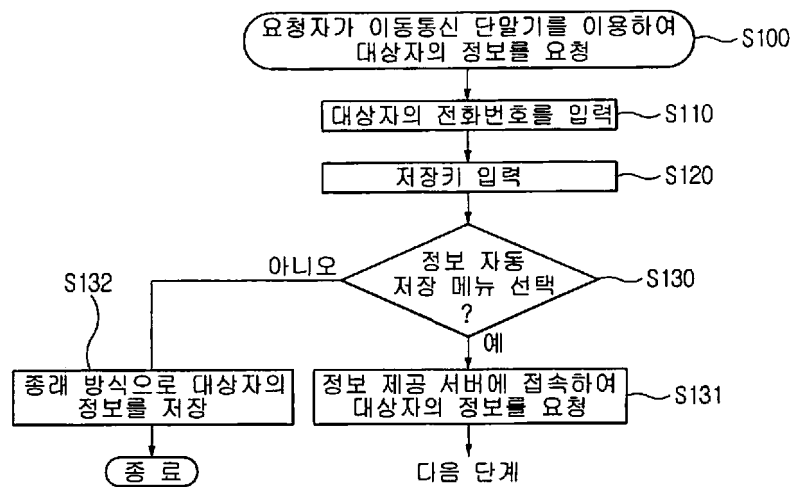 요청자가 이동통신 단말기를 이용하여
대상자의 정보를 요청
S100
대상자의 전화번호를 입력
S110
저장키 입력
S120
정보 자동
저장 메뉴 선택
?
S130
아니오
예
S132
종래 방식으로 대상자의
정보를 저장
정보 제공 서버에 접속하여
대상자의 정보를 요청
S131
종 료
다음 단계